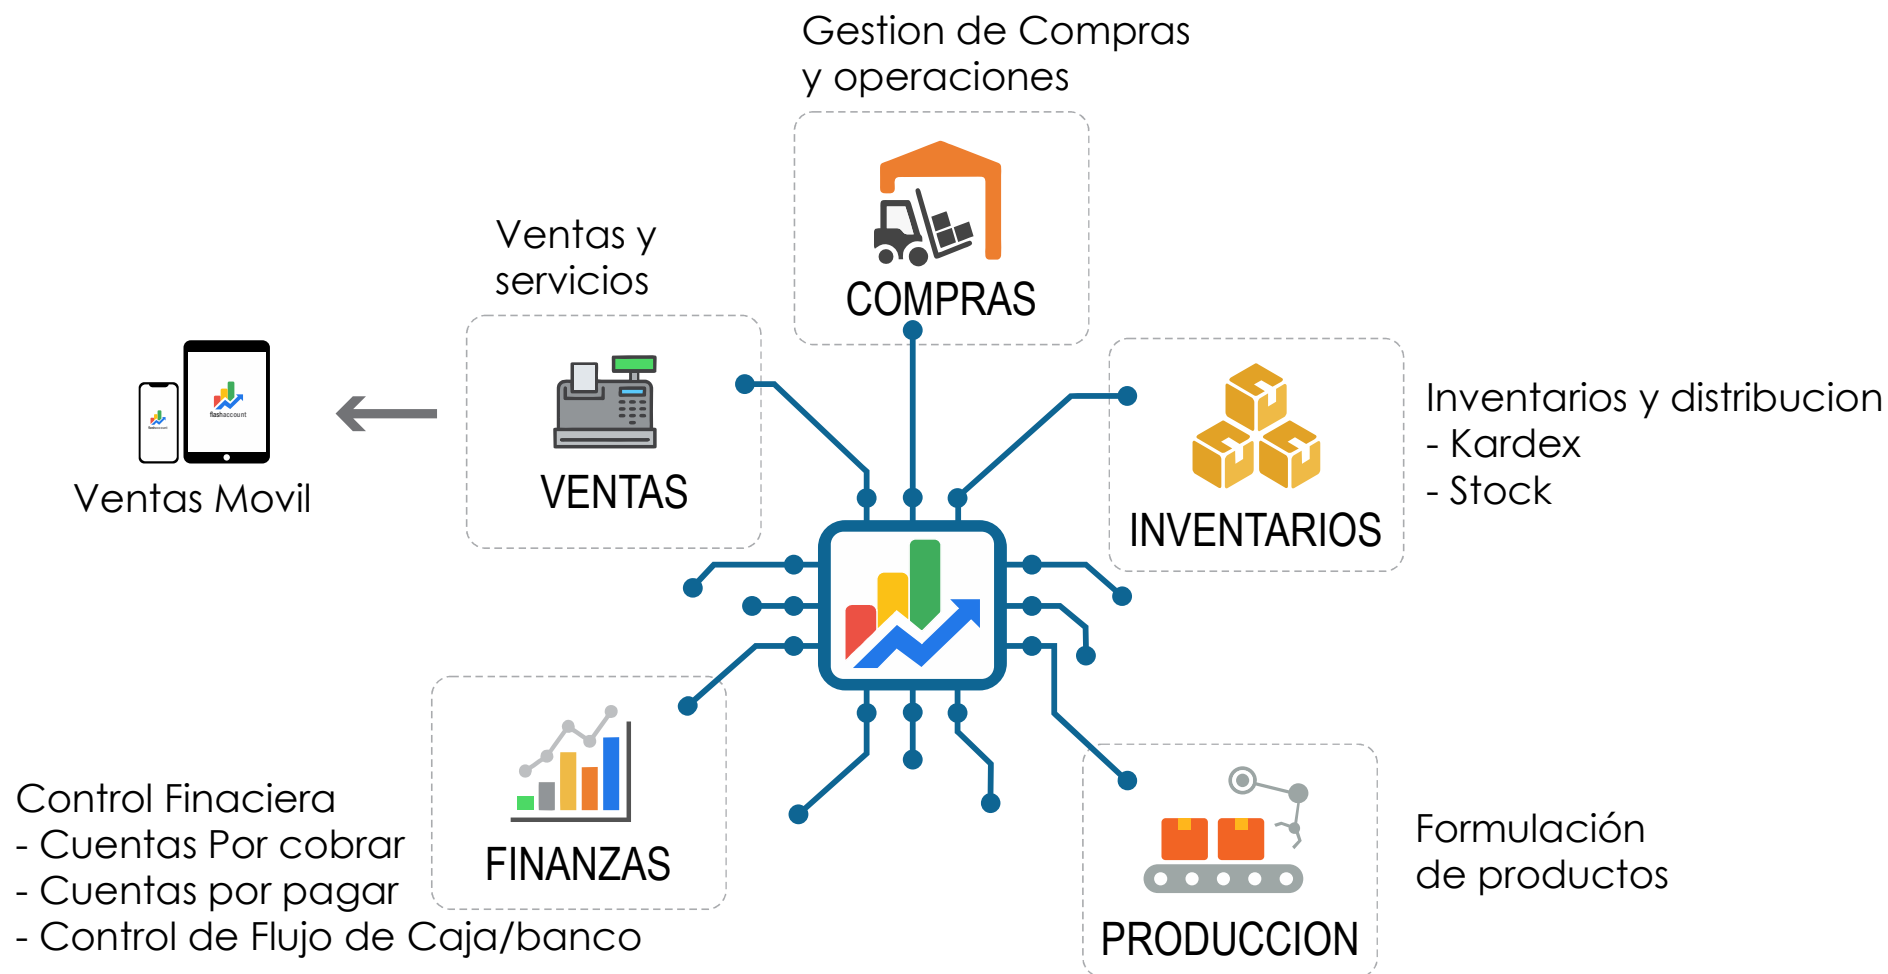 Gestion de Compras
y operaciones
COMPRAS
Ventas y
servicios
VENTAS
flashaccount
Ventas Movil
INVENTARIOS
Inventarios y distribucion
- Kardex
- Stock
Control Finaciera
- Cuentas Por cobrar
- Cuentas por pagar
- Control de Flujo de Caja/banco
FINANZAS
PRODUCCION
Formulación
de productos